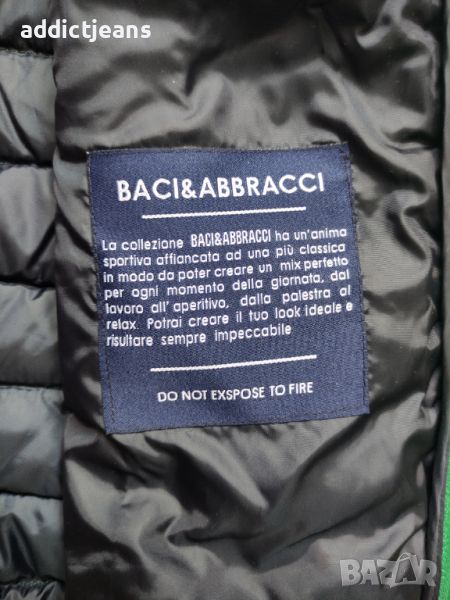 addictjeans
BACI&ABBRACCI
La collezione BACI&ABBRACCI ha un'anima
sportiva affiancata ad una più classica
in modo da poter creare un mix perfetto
per ogni momento della giornata, dal
lavoro all'aperitivo, dalla palestra al
relax. Potrai creare il tuo look ideale e
risultare sempre impeccabile
DO NOT EXSPOSE TO FIRE
BAZAR